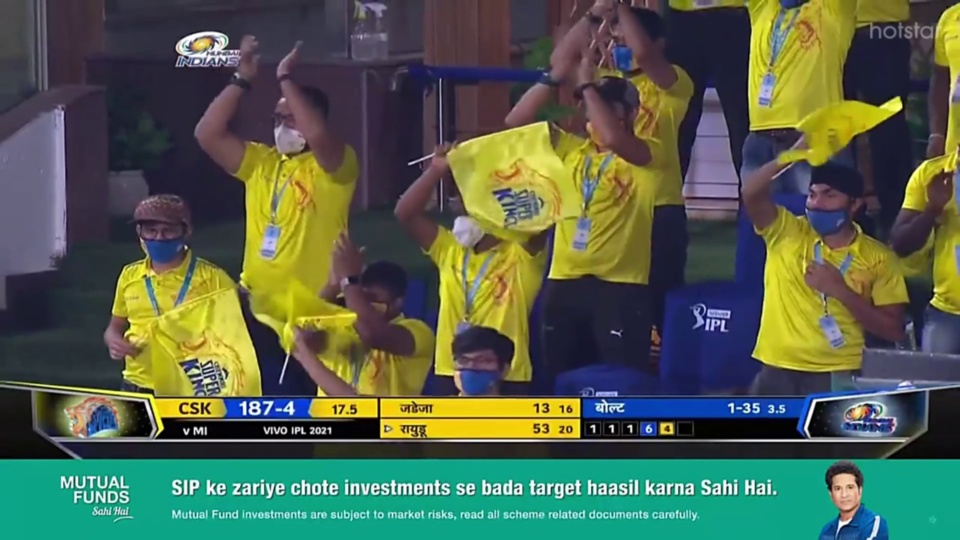 hotstar
MUMBAI
INDIANS
CHENNAI
SUPER
KINGS
SUPER
KING
IPL
CSK 187-4 17.5
जडेजा 13 16
बोल्ट 1-35 3.5
v MI VIVO IPL 2021
रायुडू 53 20
1 1 1 6 4
MUTUAL
FUNDS
Sahi Hai
SIP ke zariye chote investments se bada target haasil karna Sahi Hai.
Mutual Fund investments are subject to market risks, read all scheme related documents carefully.